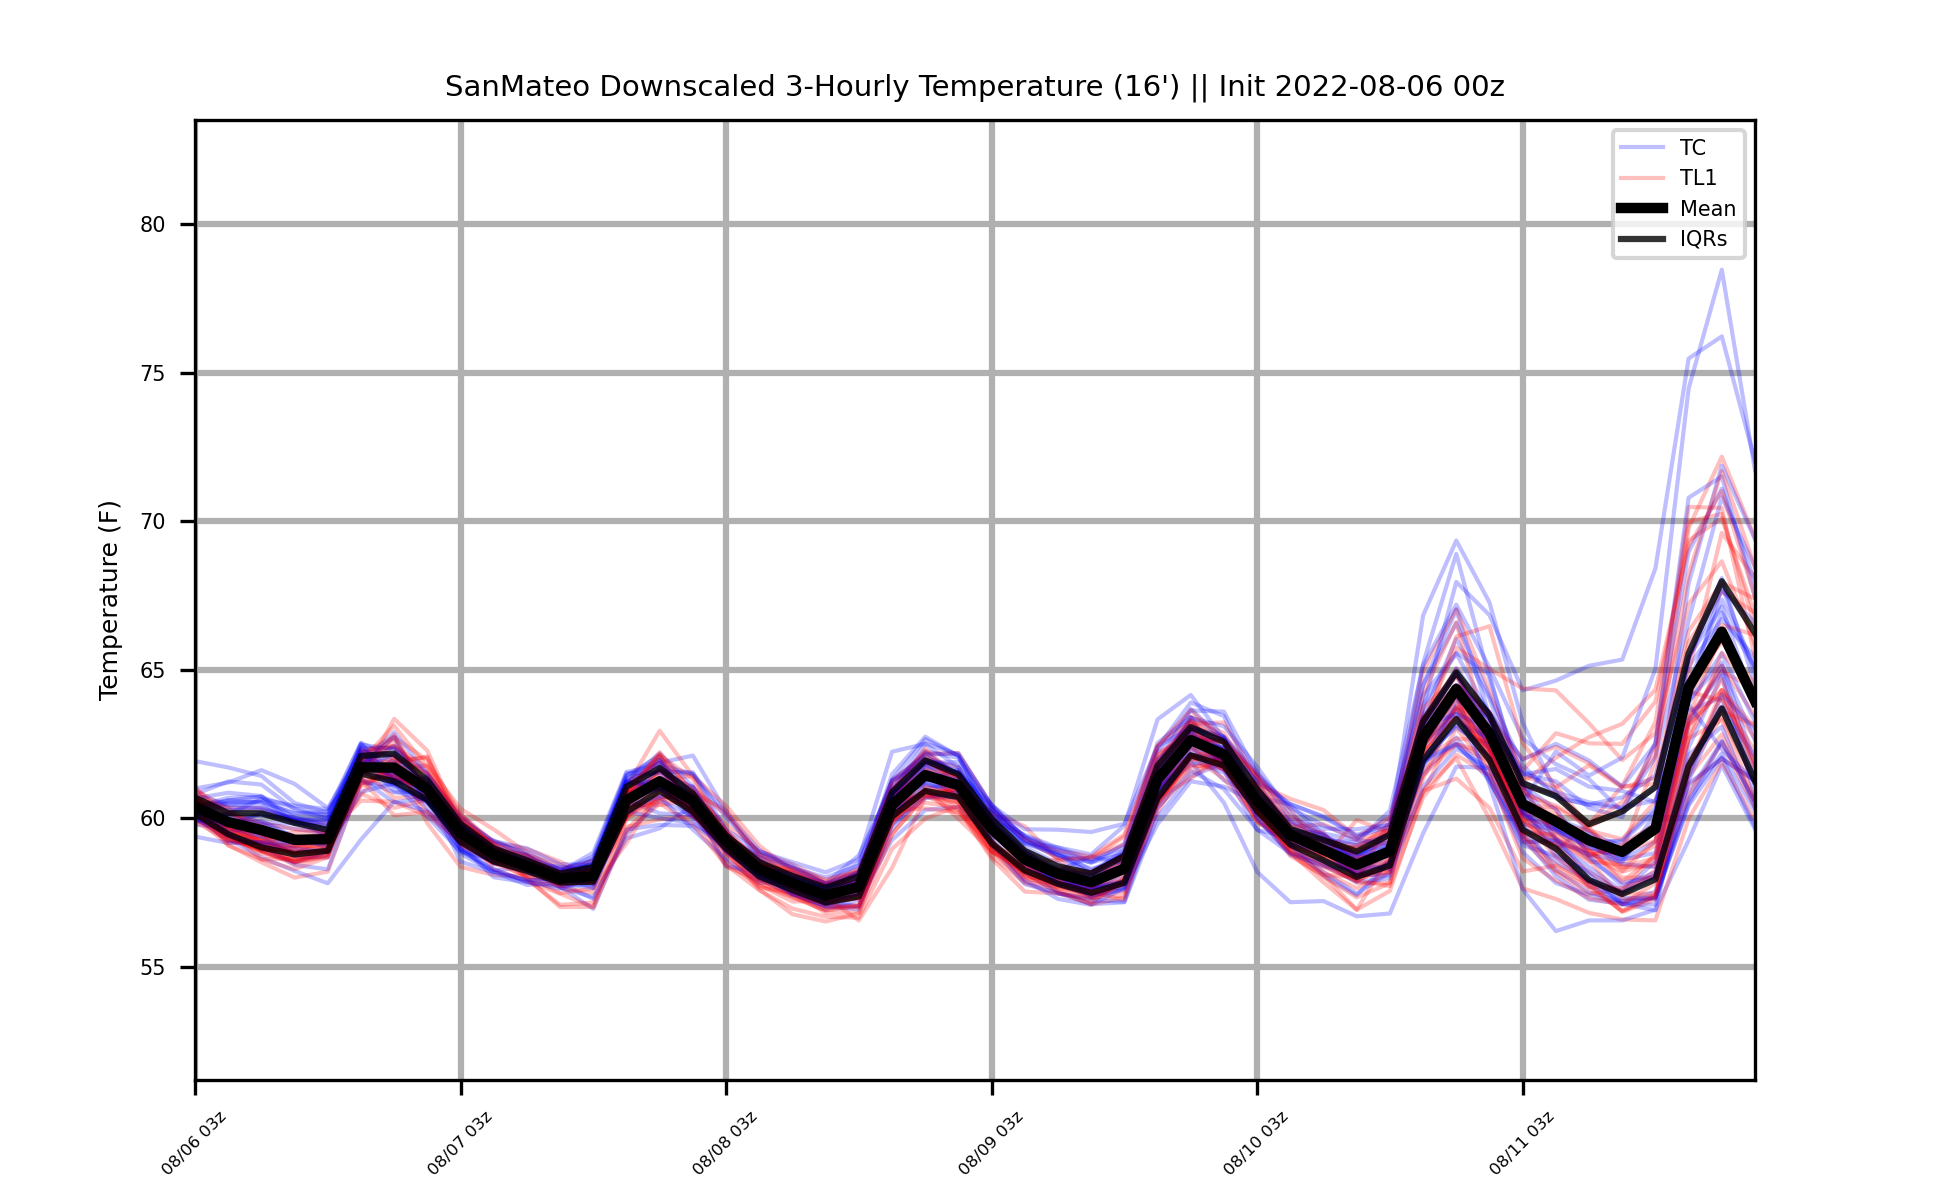 SanMateo Downscaled 3-Hourly Temperature (16') || Init 2022-08-06 00z
TC
TL1
Mean
IQRs
Temperature (F)
80
75
70
65
60
55
08/06 03z
08/07 03z
08/08 03z
08/09 03z
08/10 03z
08/11 03z